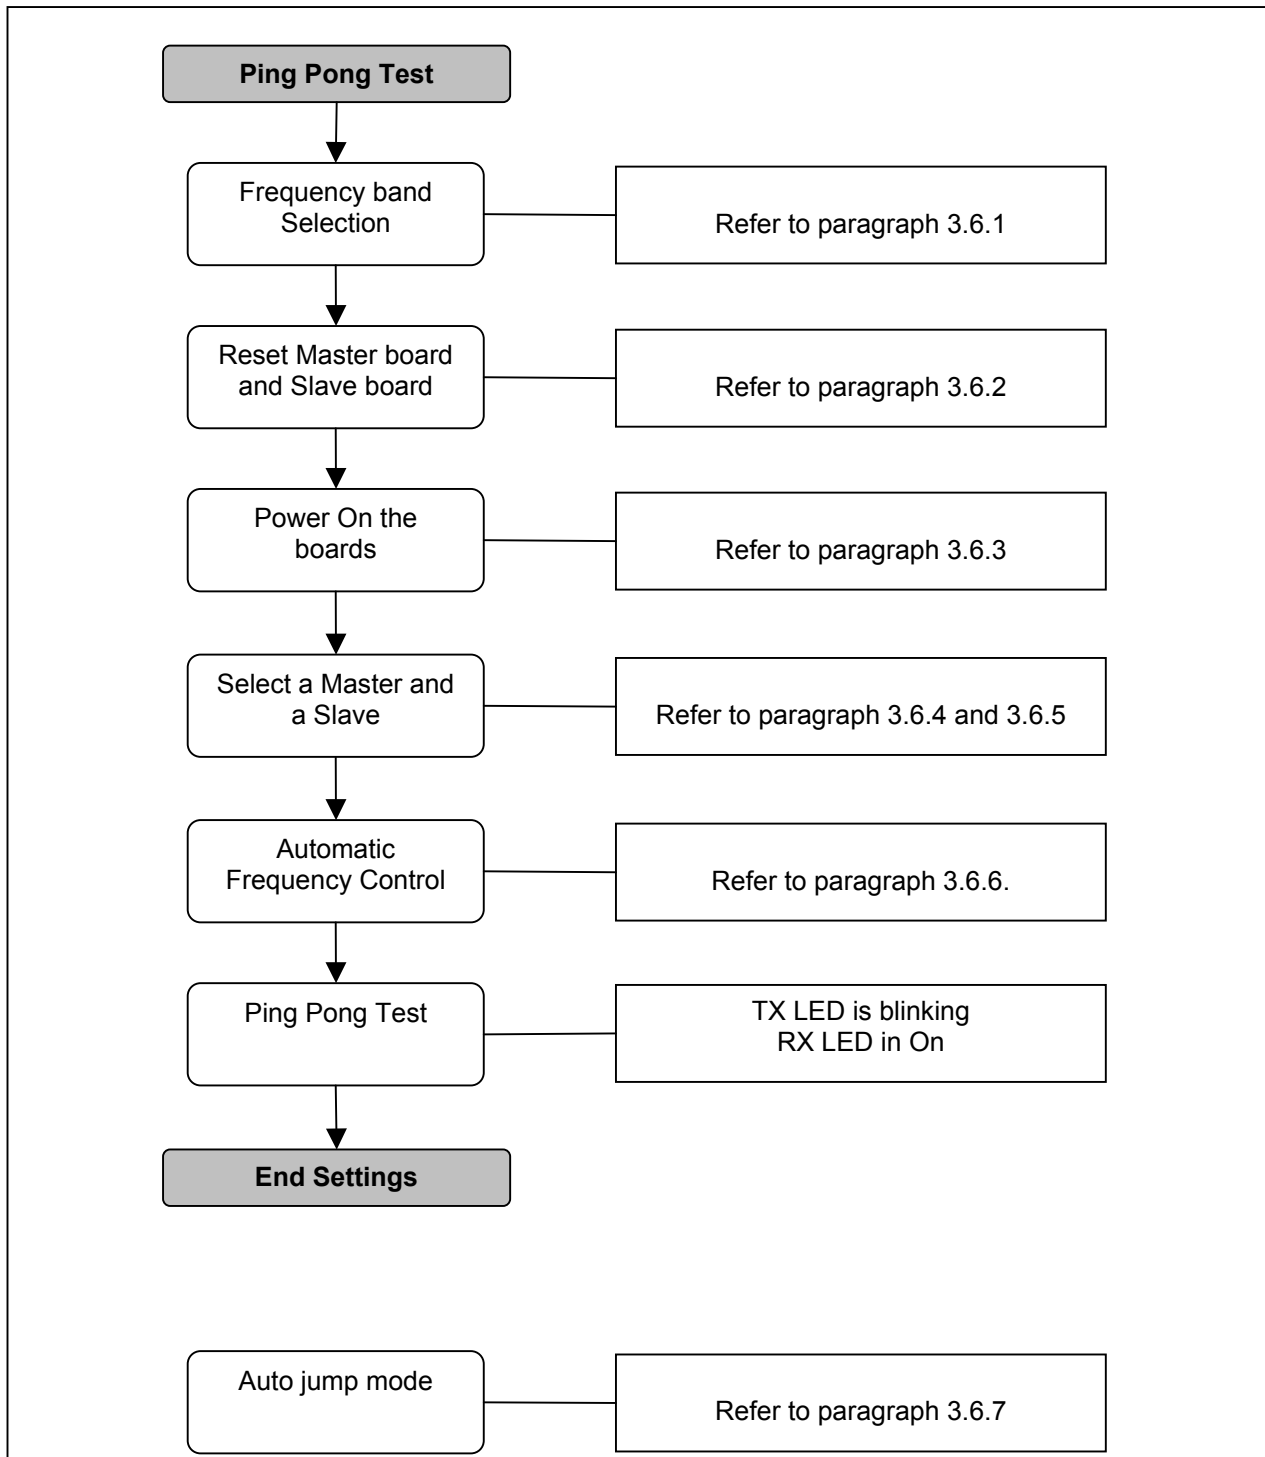 Ping Pong Test
Frequency band
Selection
Refer to paragraph 3.6.1
Reset Master board
and Slave board
Refer to paragraph 3.6.2
Power On the
boards
Refer to paragraph 3.6.3
Select a Master and
a Slave
Refer to paragraph 3.6.4 and 3.6.5
Automatic
Frequency Control
Refer to paragraph 3.6.6.
Ping Pong Test
TX LED is blinking
RX LED in On
End Settings
Auto jump mode
Refer to paragraph 3.6.7